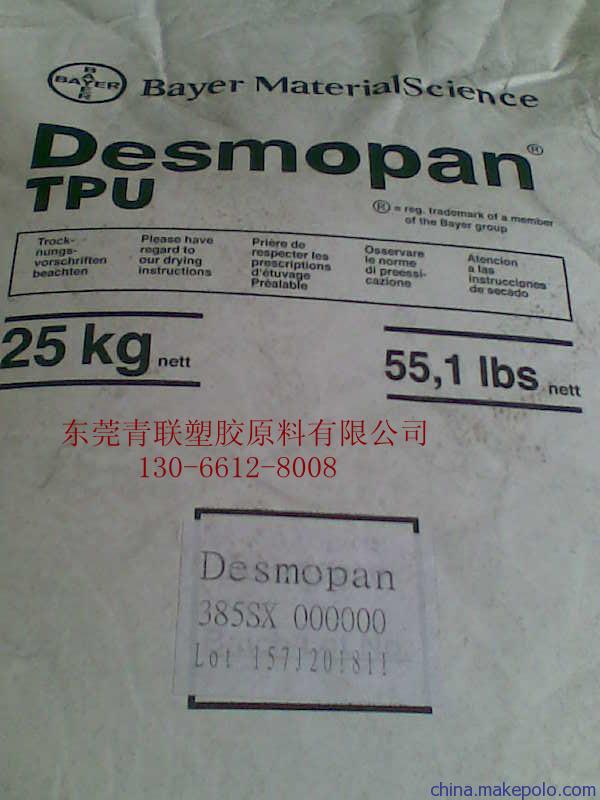 BAYER
BAYER
Bayer MaterialScience
Desmopan®
TPU
® = reg. trademark of a member
of the Bayer group
Trock-
nungs-
vorschriften
beachten
Please have
regard to
our drying
instructions
Prière de
respecter les
prescriptions
d'étuvage
Préalable
Osservare
le norme
di preessi-
cazione
Atencion
a las
instrucciones
de secado
25 kg nett
55,1 lbs nett
东莞青联塑胶原料有限公司
130-6612-8008
Desmopan
385SX 000000
Lot
china.makepolo.com